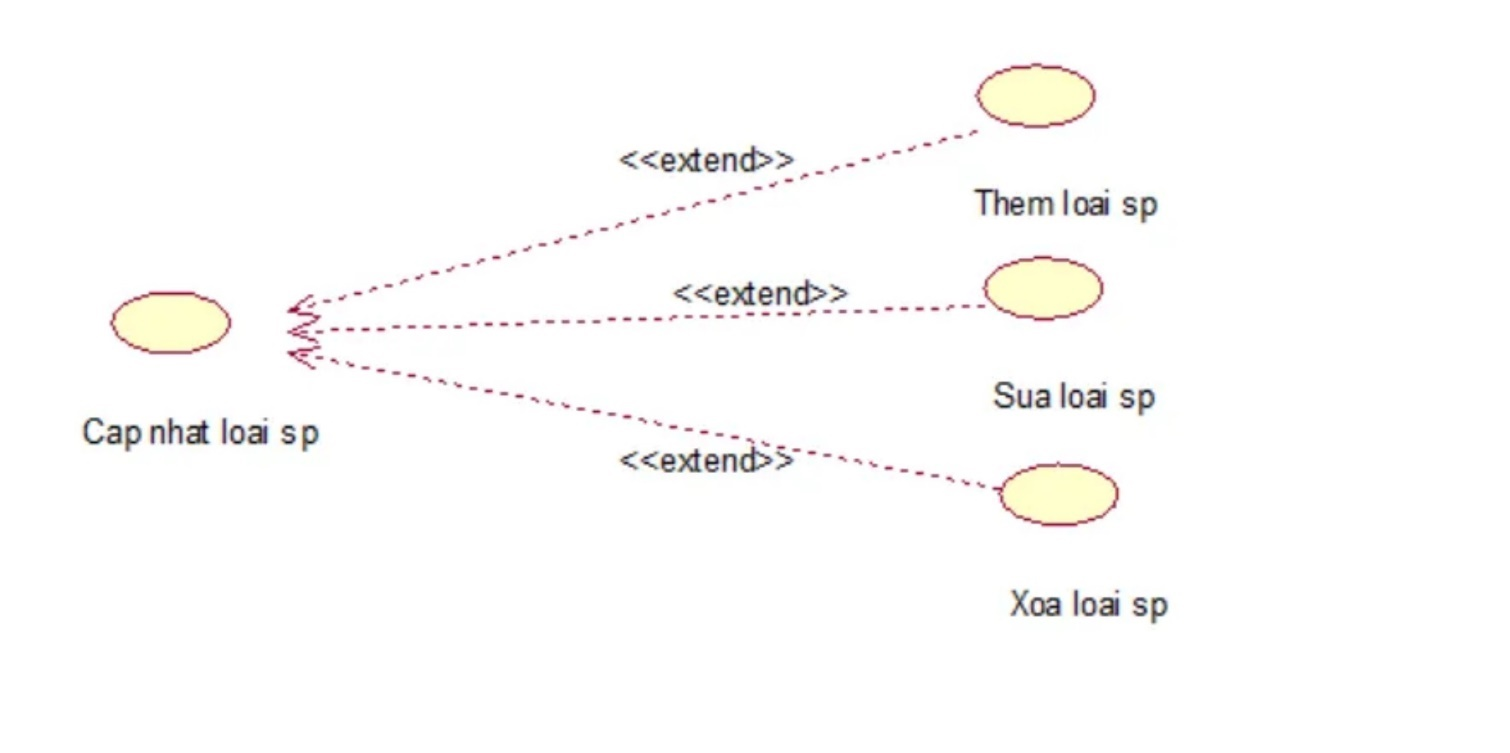 <<extend>>
Them loai sp
<<extend>>
Cap nhat loai sp
Sua loai sp
<<extend>>
Xoa loai sp